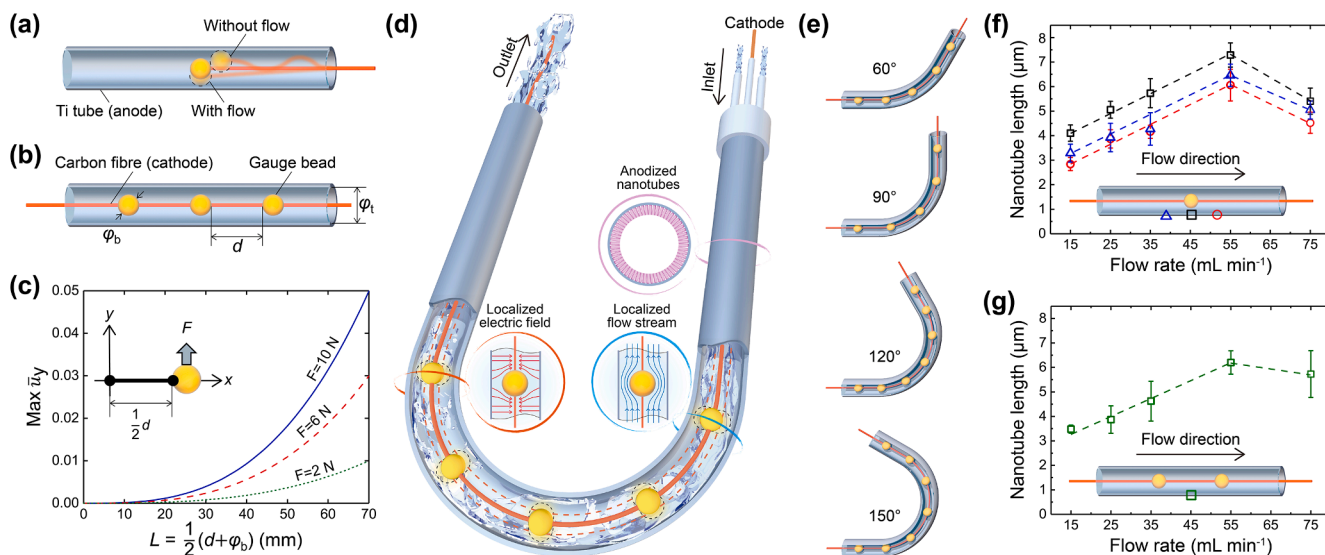 (a)
Without flow
Ti tube (anode)
With flow
(b)
Carbon fibre (cathode)
Gauge bead
φb
d
φt
(c)
Max ūy
0.05
0.04
0.03
0.02
0.01
0.00
y
F
x
1/2 d
F=10 N
F=6 N
F=2 N
0 10 20 30 40 50 60 70
L = 1/2 (d+φb) (mm)
(d)
Outlet
Cathode
Inlet
Anodized
nanotubes
Localized
electric field
Localized
flow stream
(e)
60°
90°
120°
150°
(f)
Nanotube length (μm)
8
7
6
5
4
3
2
1
0
Flow direction
15 25 35 45 55 65 75
Flow rate (mL min⁻¹)
(g)
Nanotube length (μm)
8
7
6
5
4
3
2
1
0
Flow direction
15 25 35 45 55 65 75
Flow rate (mL min⁻¹)